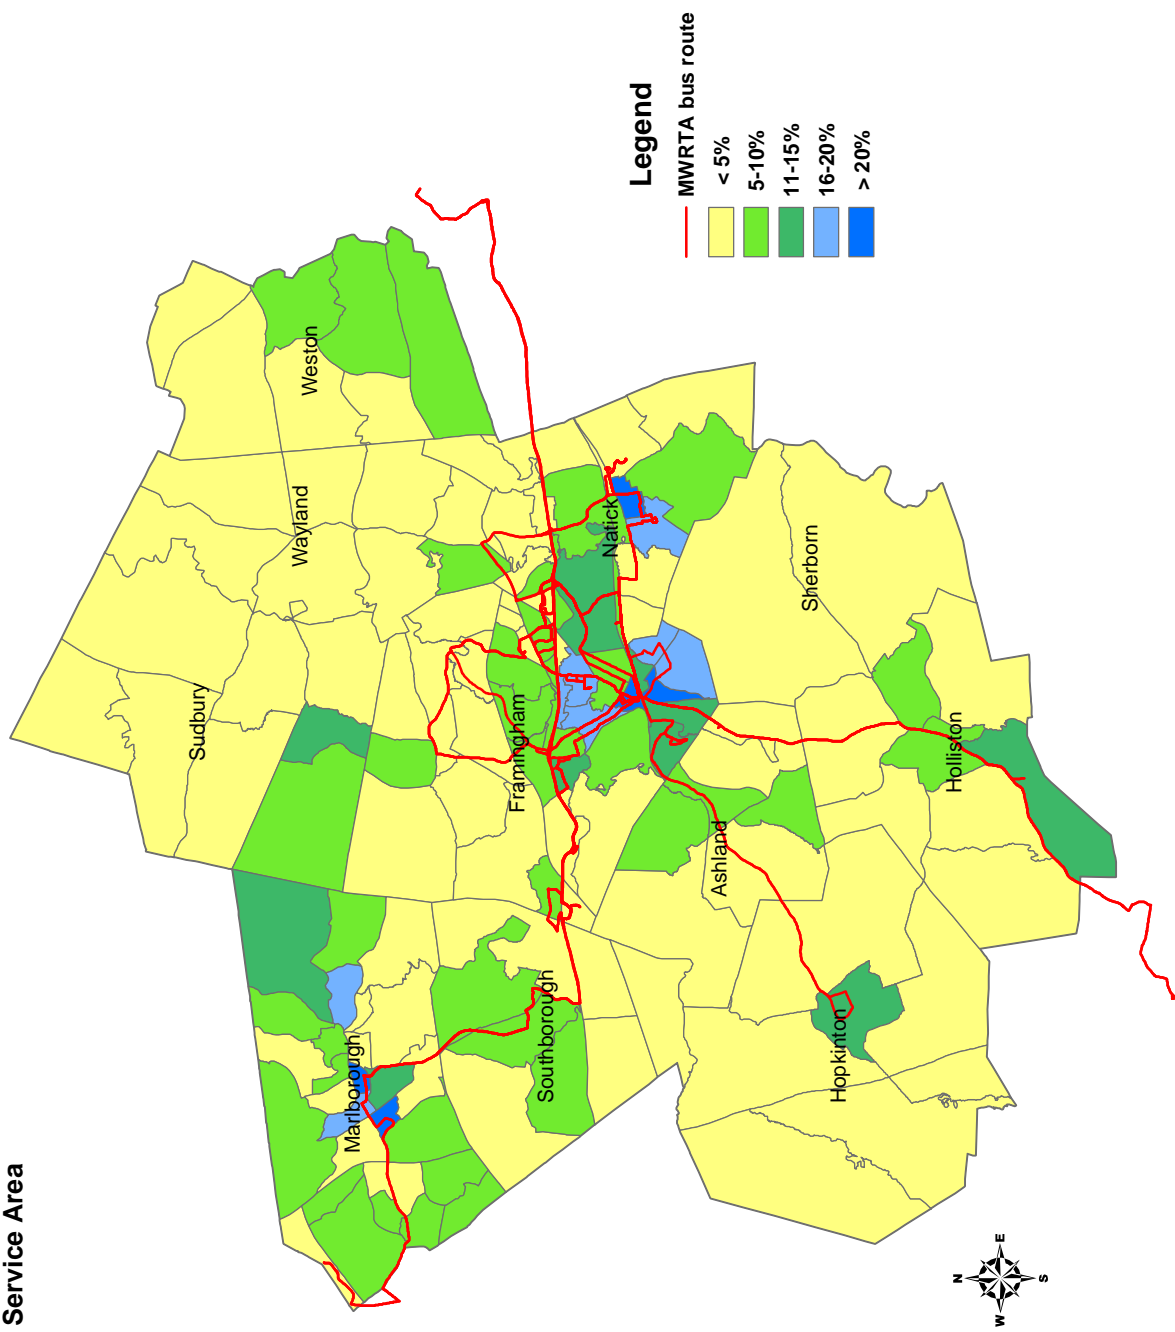 Service Area
Legend
MWRTA bus route
< 5%
5-10%
11-15%
16-20%
> 20%
Sudbury
Wayland
Weston
Marlborough
Framingham
Natick
Southborough
Ashland
Sherborn
Hopkinton
Holliston
N
W
E
S